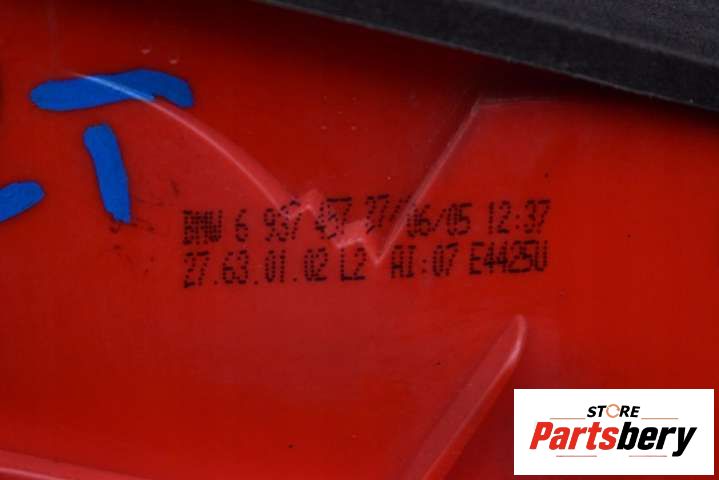 BMW 6 937 457 27/06/05 12:37
27.63.01.02 L2 AI:07 E4425U
STORE
Partsbery